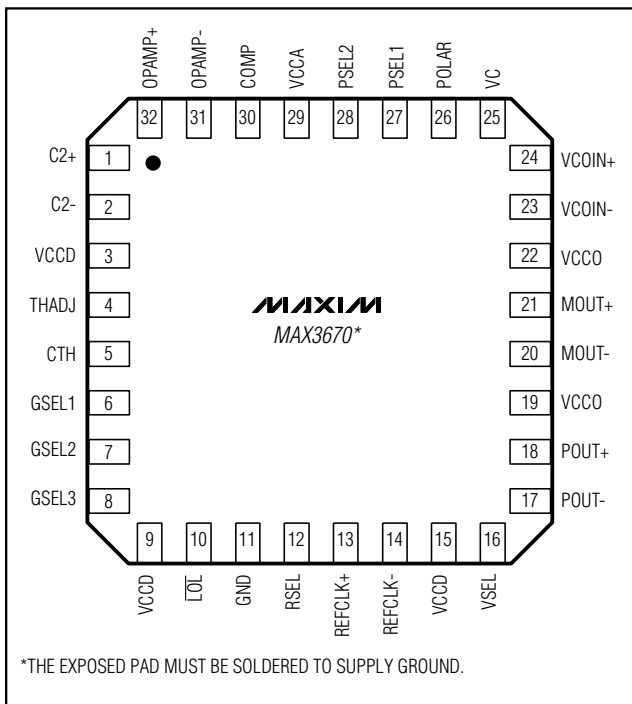 OPAMP+
OPAMP-
COMP
VCCA
PSEL2
PSEL1
POLAR
VC
32
31
30
29
28
27
26
25
C2+ 1
C2- 2
VCCD 3
THADJ 4
CTH 5
GSEL1 6
GSEL2 7
GSEL3 8
MAXIM
MAX3670*
24 VCOIN+
23 VCOIN-
22 VCCO
21 MOUT+
20 MOUT-
19 VCCO
18 POUT+
17 POUT-
9
10
11
12
13
14
15
16
VCCD
L̅O̅L̅
GND
RSEL
REFCLK+
REFCLK-
VCCD
VSEL
*THE EXPOSED PAD MUST BE SOLDERED TO SUPPLY GROUND.